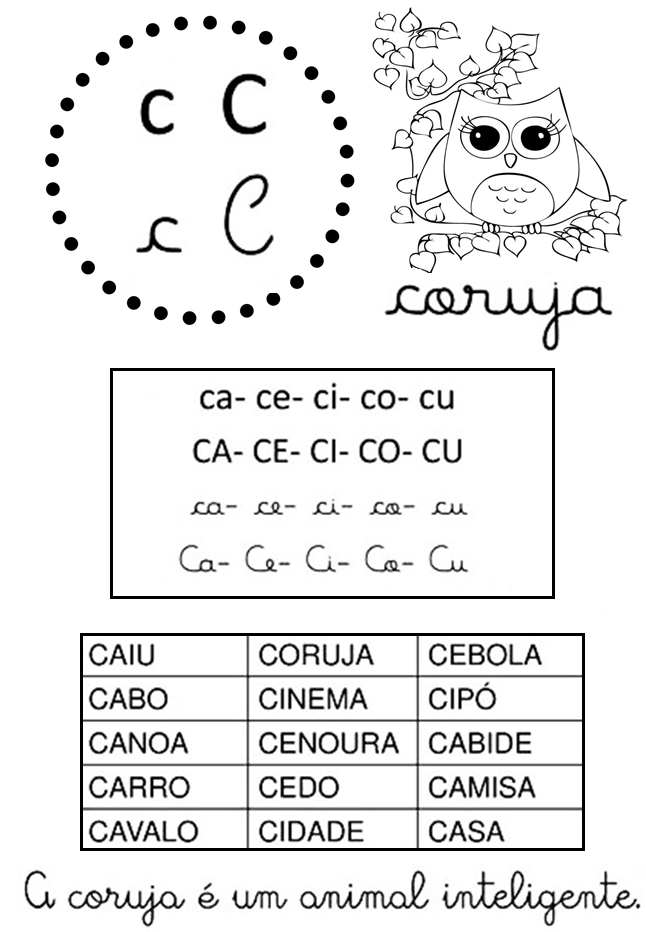 c C
c C
coruja
ca- ce- ci- co- cu
CA- CE- CI- CO- CU
ca- ce- ci- co- cu
Ca- Ce- Ci- Co- Cu
CAIU CORUJA CEBOLA
CABO CINEMA CIPÓ
CANOA CENOURA CABIDE
CARRO CEDO CAMISA
CAVALO CIDADE CASA
A coruja é um animal inteligente.